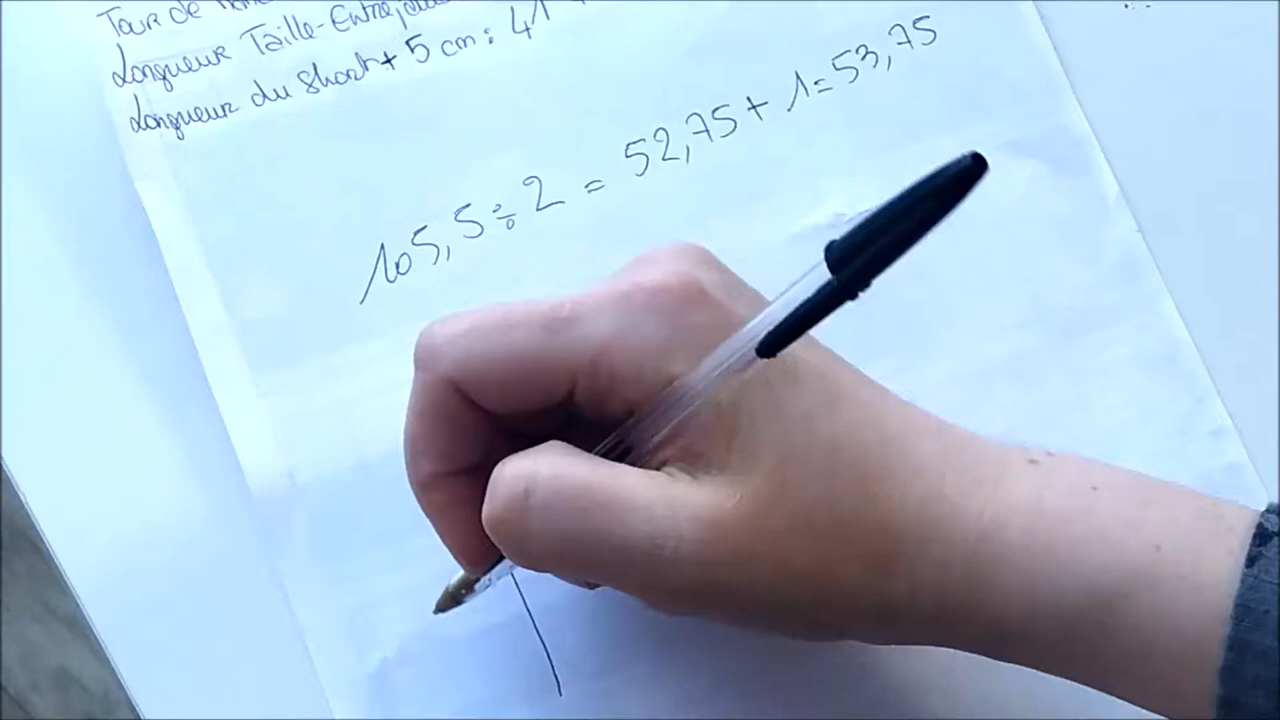 Tour de
Longueur Taille-Entrejambe
Longueur du Short + 5 cm : 41
105,5 ÷ 2 = 52,75 + 1 = 53,75